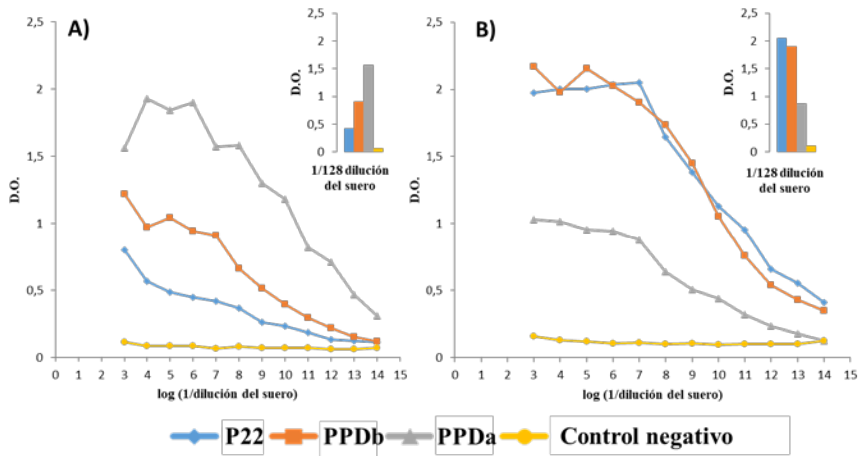 A)
2,5
2
1,5
1
0,5
0
D.O.
0 1 2 3 4 5 6 7 8 9 10 11 12 13 14 15
log (1/dilución del suero)
2,5
2
1,5
1
0,5
0
D.O.
1/128 dilución
del suero
B)
2,5
2
1,5
1
0,5
0
D.O.
0 1 2 3 4 5 6 7 8 9 10 11 12 13 14 15
log (1/dilución del suero)
2,5
2
1,5
1
0,5
0
D.O.
1/128 dilución
del suero
P22 PPDb PPDa Control negativo